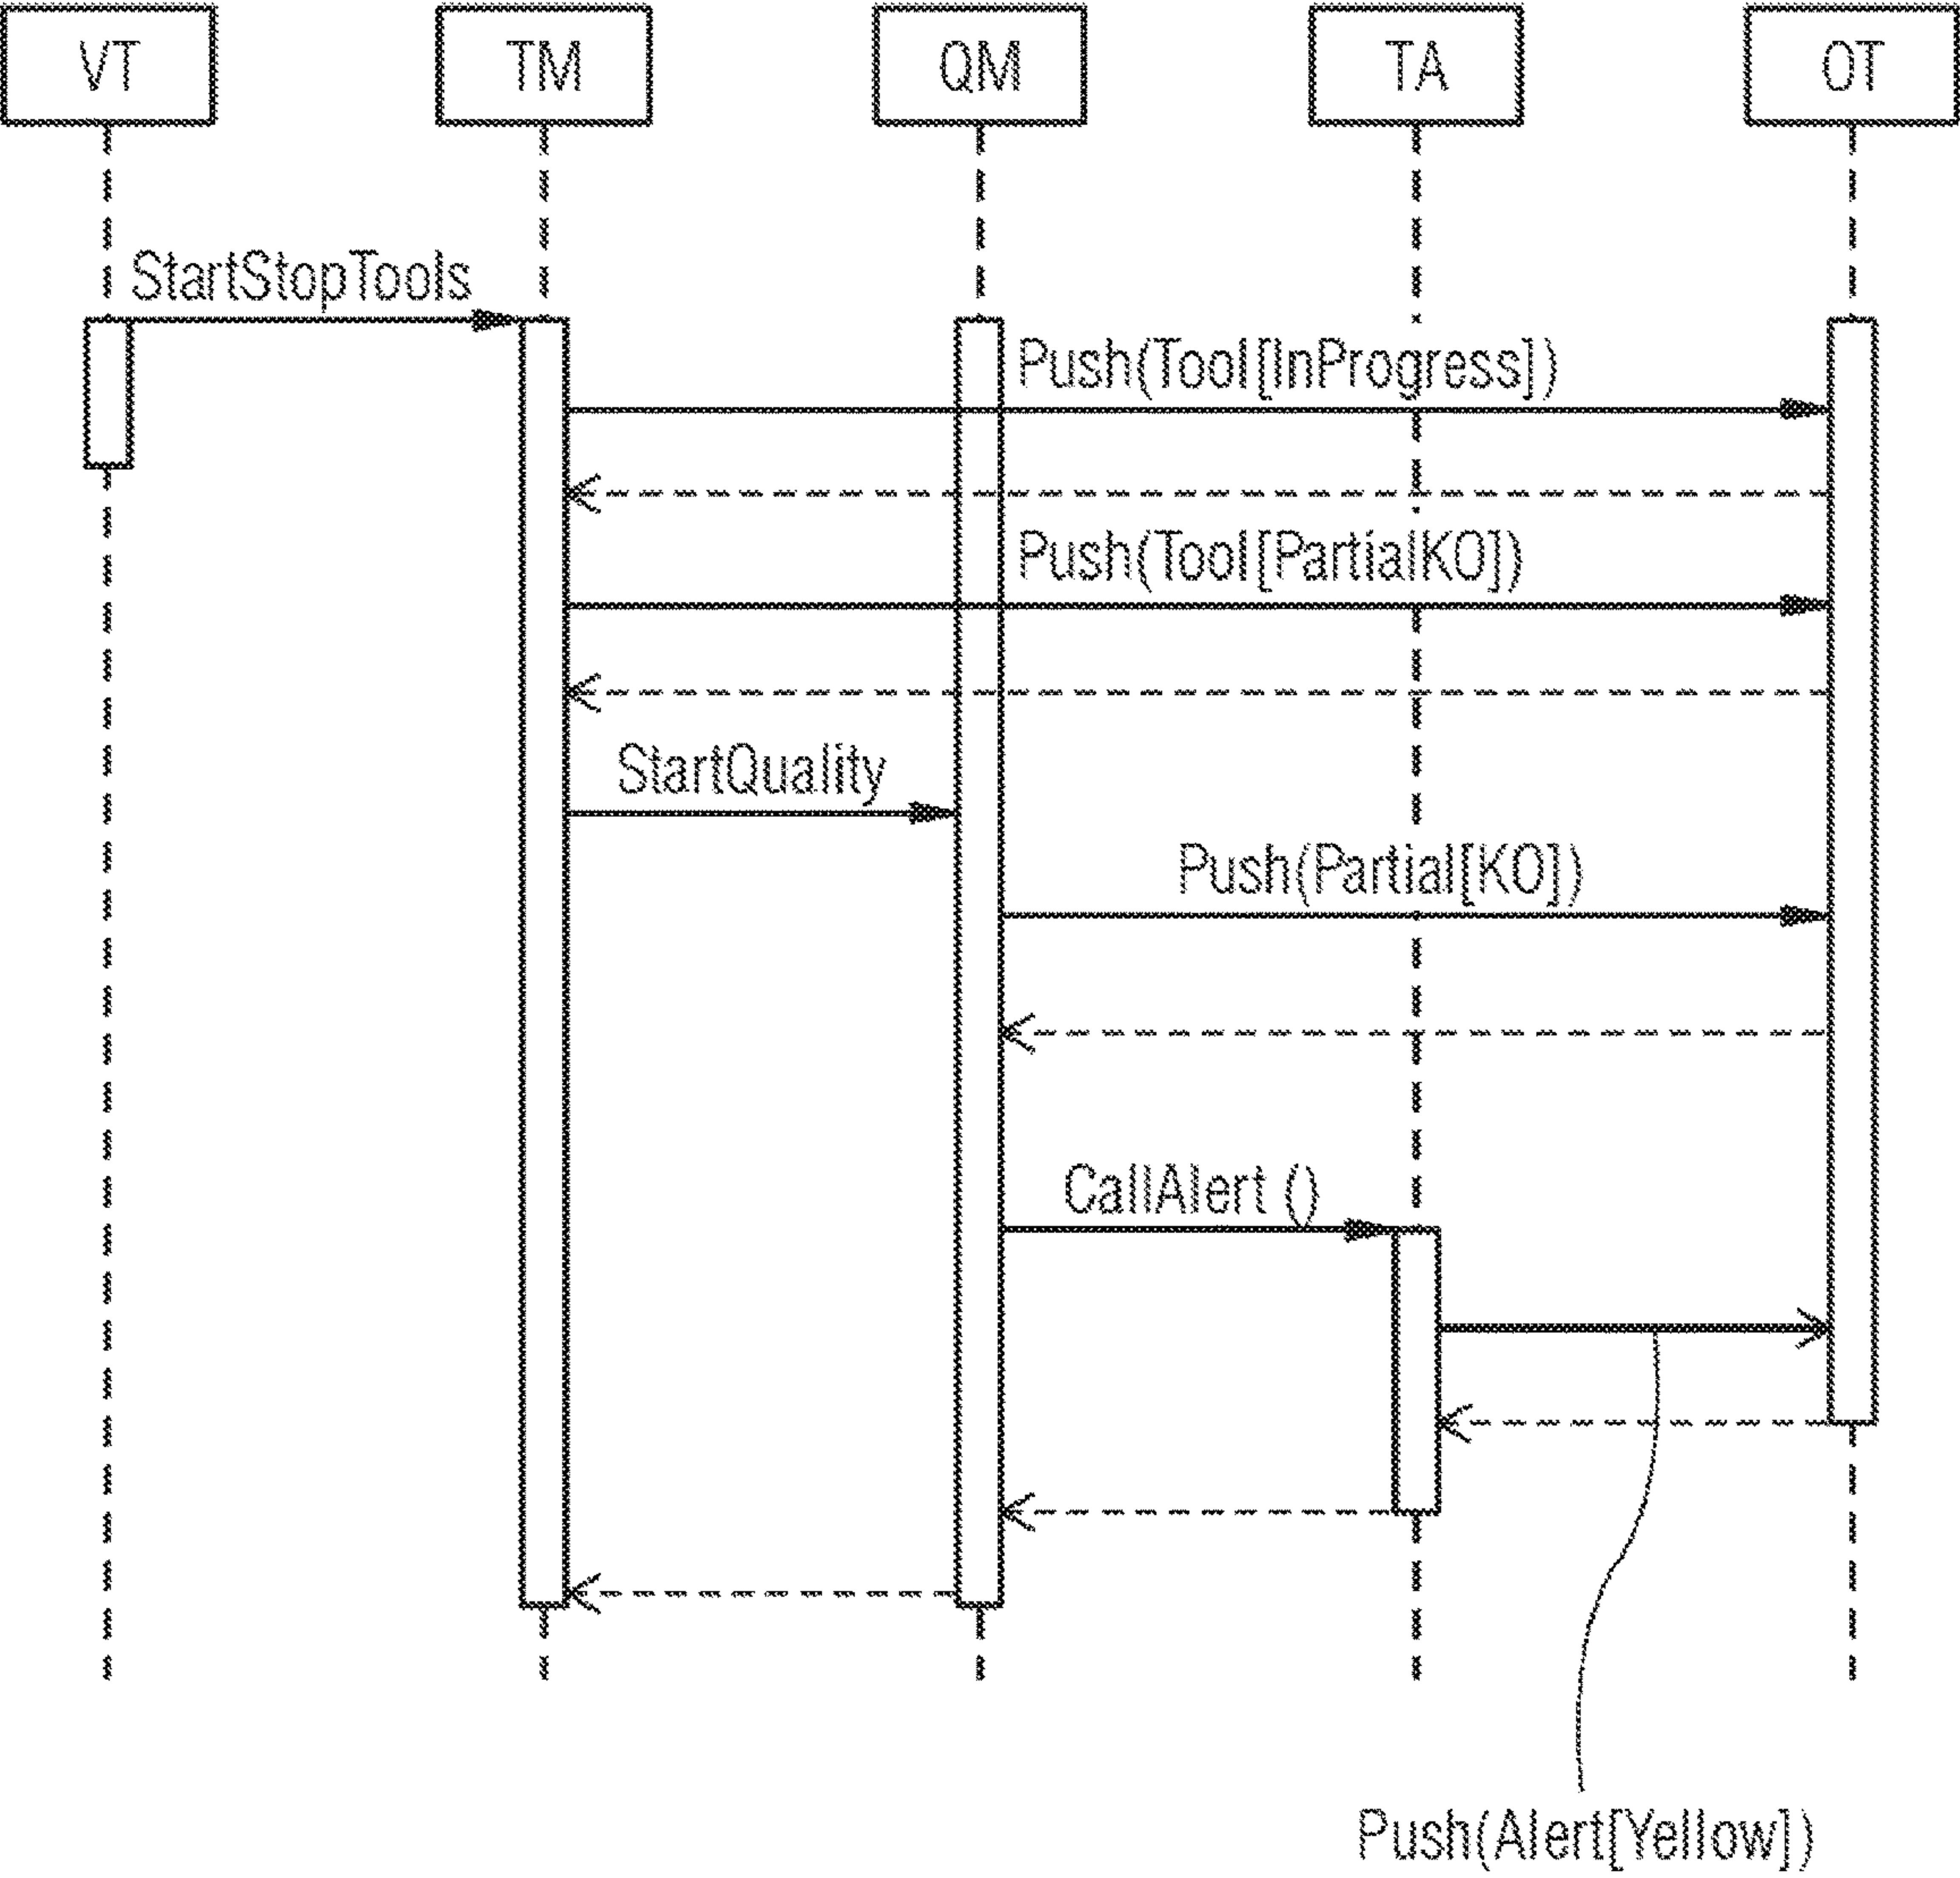 VT TM QM TA OT
StartStopTools
Push(Tool[InProgress])
Push(Tool[PartialKO])
StartQuality
Push(Partial[KO])
CallAlert ()
Push(Alert[Yellow])